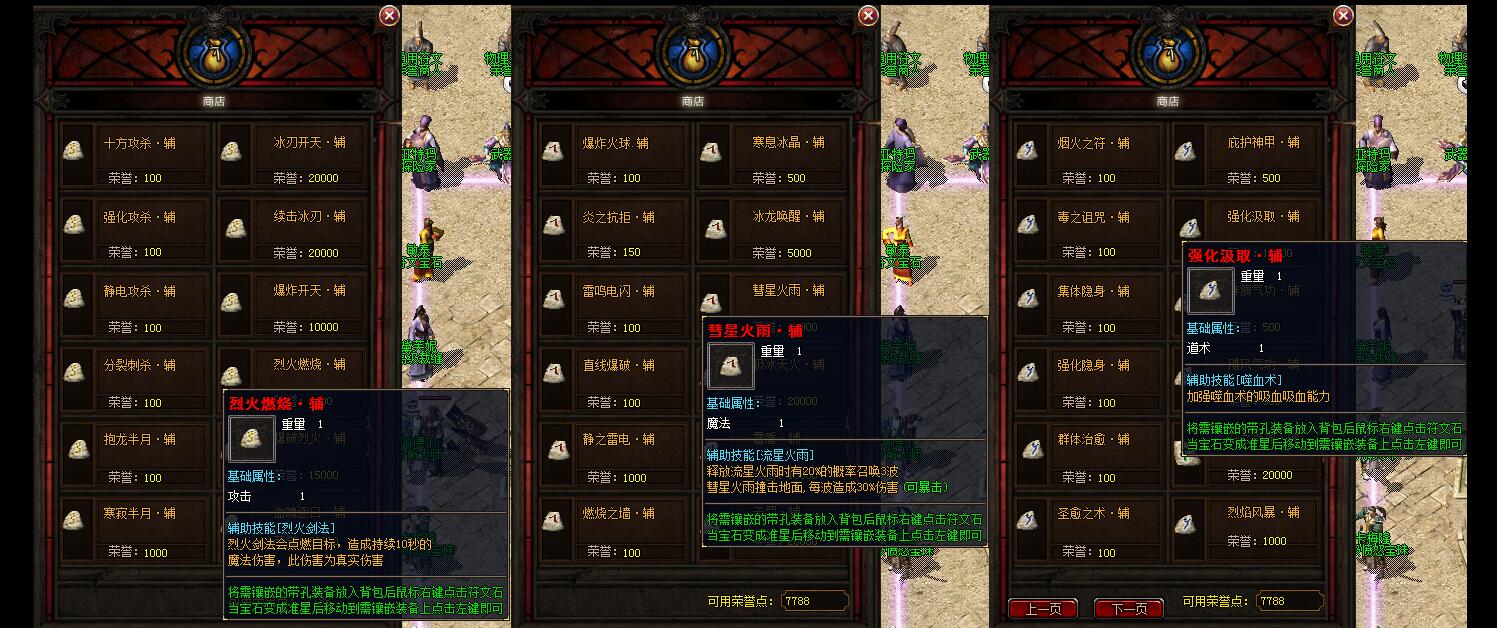 商店
十方攻杀·辅
荣誉：100
冰刃开天·辅
荣誉：20000
强化攻杀·辅
荣誉：100
续击冰刃·辅
荣誉：20000
静电攻杀·辅
荣誉：100
爆炸开天·辅
荣誉：10000
分裂刺杀·辅
荣誉：100
烈火燃烧·辅
抱龙半月·辅
荣誉：100
寒寂半月·辅
荣誉：1000
烈火燃烧·辅
重量 1
基础属性：
攻击 1
辅助技能[烈火剑法]
烈火剑法会点燃目标，造成持续10秒的
魔法伤害，此伤害为真实伤害
将需镶嵌的带孔装备放入背包后鼠标右键点击符文石
当宝石变成准星后移动到需镶嵌装备上点击左键即可
商店
爆炸火球.辅
荣誉：100
寒息冰晶·辅
荣誉：500
炎之抗拒·辅
荣誉：150
冰龙唤醒·辅
荣誉：5000
雷鸣电闪·辅
荣誉：100
彗星火雨·辅
直线爆破·辅
荣誉：100
静之雷电·辅
荣誉：1000
燃烧之墙·辅
荣誉：100
彗星火雨·辅
重量 1
基础属性：
魔法 1
辅助技能[流星火雨]
释放流星火雨时有20%的概率召唤3波
彗星火雨撞击地面,每波造成30%伤害(可暴击)
将需镶嵌的带孔装备放入背包后鼠标右键点击符文石
当宝石变成准星后移动到需镶嵌装备上点击左键即可
可用荣誉点：7788
商店
烟火之符·辅
荣誉：100
庇护神甲·辅
荣誉：500
毒之诅咒·辅
荣誉：100
强化汲取·辅
集体隐身·辅
荣誉：100
强化隐身·辅
荣誉：100
群体治愈·辅
荣誉：100
荣誉：20000
圣愈之术·辅
荣誉：100
烈焰风暴·辅
荣誉：1000
强化汲取·辅
重量 1
基础属性：
道术 1
辅助技能[噬血术]
加强噬血术的吸血吸血能力
将需镶嵌的带孔装备放入背包后鼠标右键点击符文石
当宝石变成准星后移动到需镶嵌装备上点击左键即可
上一页
下一页
可用荣誉点：7788